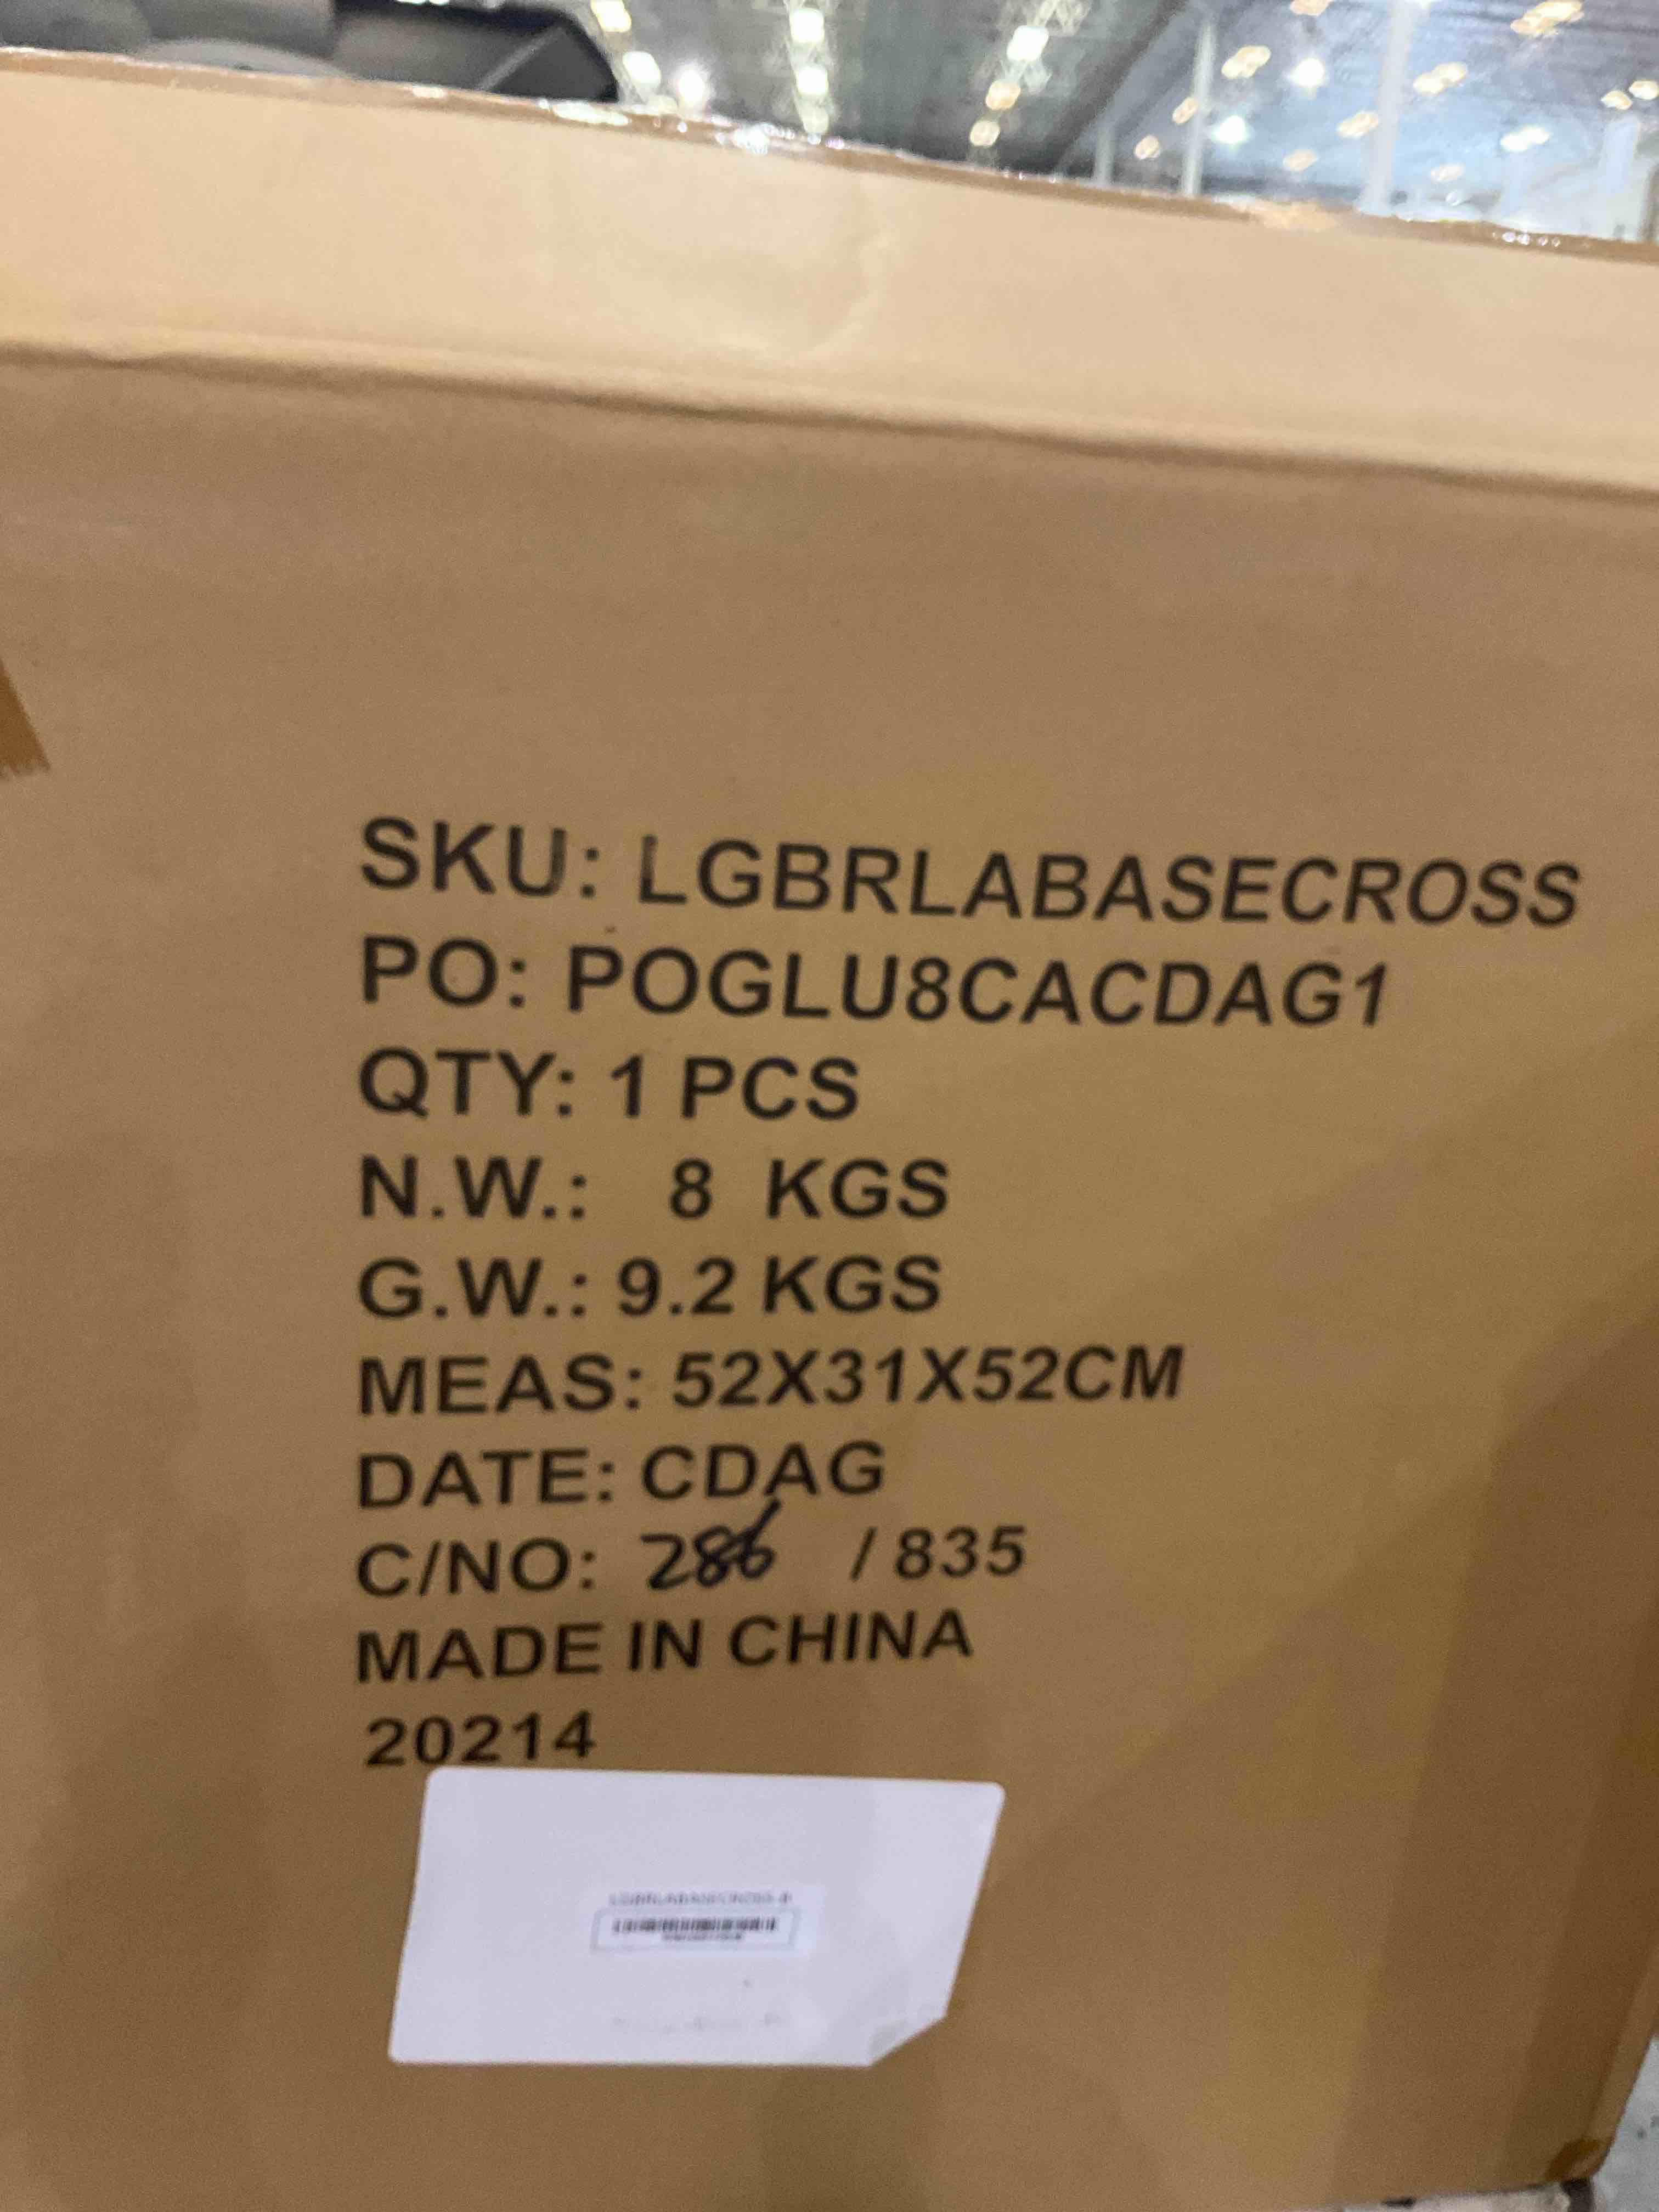 SKU: LGBRLABASECROSS
PO: POGLU8CACDAG1
QTY: 1 PCS
N.W.: 8 KGS
G.W.: 9.2 KGS
MEAS: 52X31X52CM
DATE: CDAG
C/NO: 286 / 835
MADE IN CHINA
20214